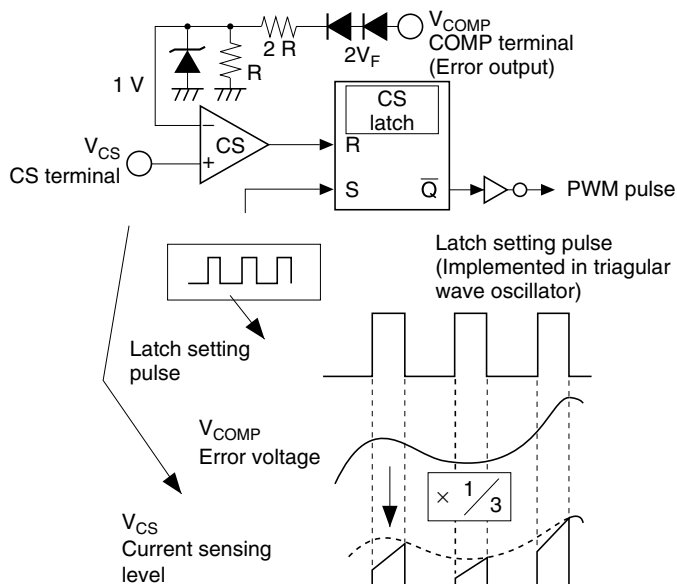 V_COMP
COMP terminal
(Error output)
2 R
2V_F
R
1 V
CS
latch
V_CS
CS terminal
−
+
CS
R
S
Q̅
PWM pulse
Latch setting pulse
(Implemented in triagular
wave oscillator)
Latch setting
pulse
V_COMP
Error voltage
× 1/3
V_CS
Current sensing
level